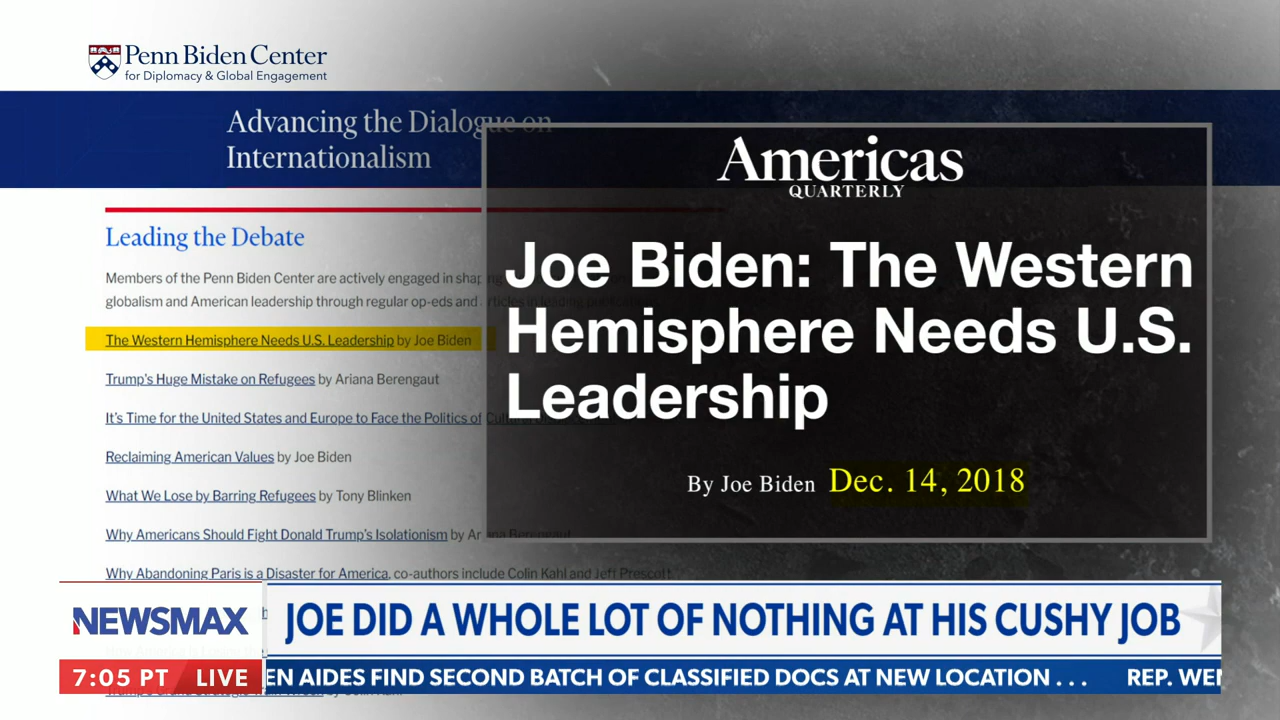 Penn Biden Center
for Diplomacy & Global Engagement
Advancing the Dialogue on
Internationalism
Leading the Debate
Members of the Penn Biden Center are actively engaged in shaping
globalism and American leadership through regular op-eds and articles in leading
The Western Hemisphere Needs U.S. Leadership by Joe Biden
Trump's Huge Mistake on Refugees by Ariana Berengaut
It's Time for the United States and Europe to Face the Politics of
Reclaiming American Values by Joe Biden
What We Lose by Barring Refugees by Tony Blinken
Why Americans Should Fight Donald Trump's Isolationism by Ariana Berengaut
Why Abandoning Paris is a Disaster for America, co-authors include Colin Kahl and Jeff Prescott
Americas
QUARTERLY
Joe Biden: The Western
Hemisphere Needs U.S.
Leadership
By Joe Biden Dec. 14, 2018
NEWSMAX
JOE DID A WHOLE LOT OF NOTHING AT HIS CUSHY JOB
7:05 PT LIVE
EN AIDES FIND SECOND BATCH OF CLASSIFIED DOCS AT NEW LOCATION . . . REP. WEN